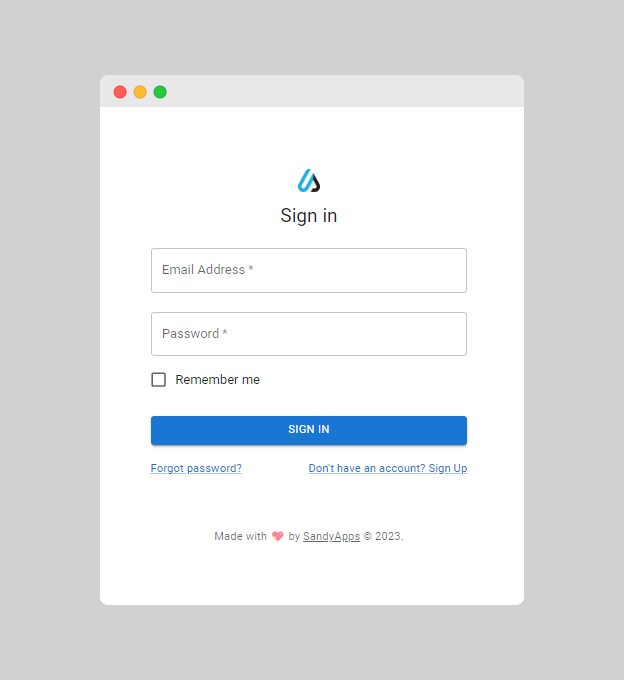 Sign in
Email Address *
Password *
Remember me
SIGN IN
Forgot password? Don't have an account? Sign Up
Made with 💖 by SandyApps © 2023.